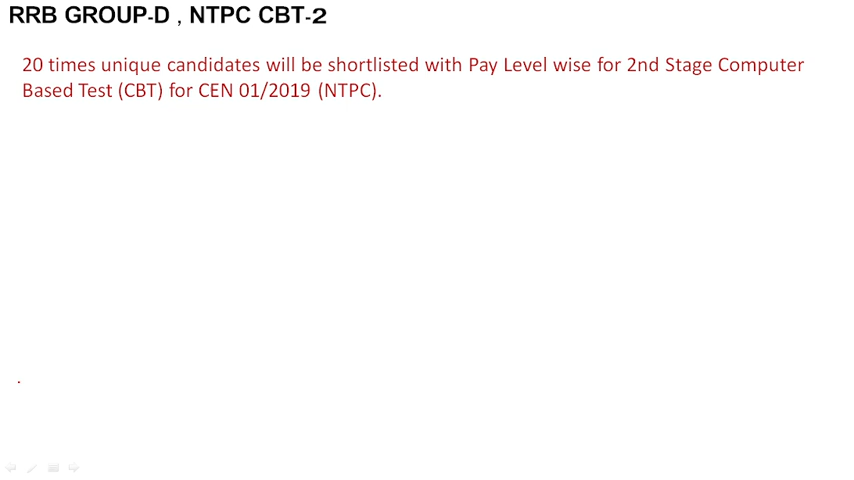 RRB GROUP-D , NTPC CBT-2
20 times unique candidates will be shortlisted with Pay Level wise for 2nd Stage Computer
Based Test (CBT) for CEN 01/2019 (NTPC).
.